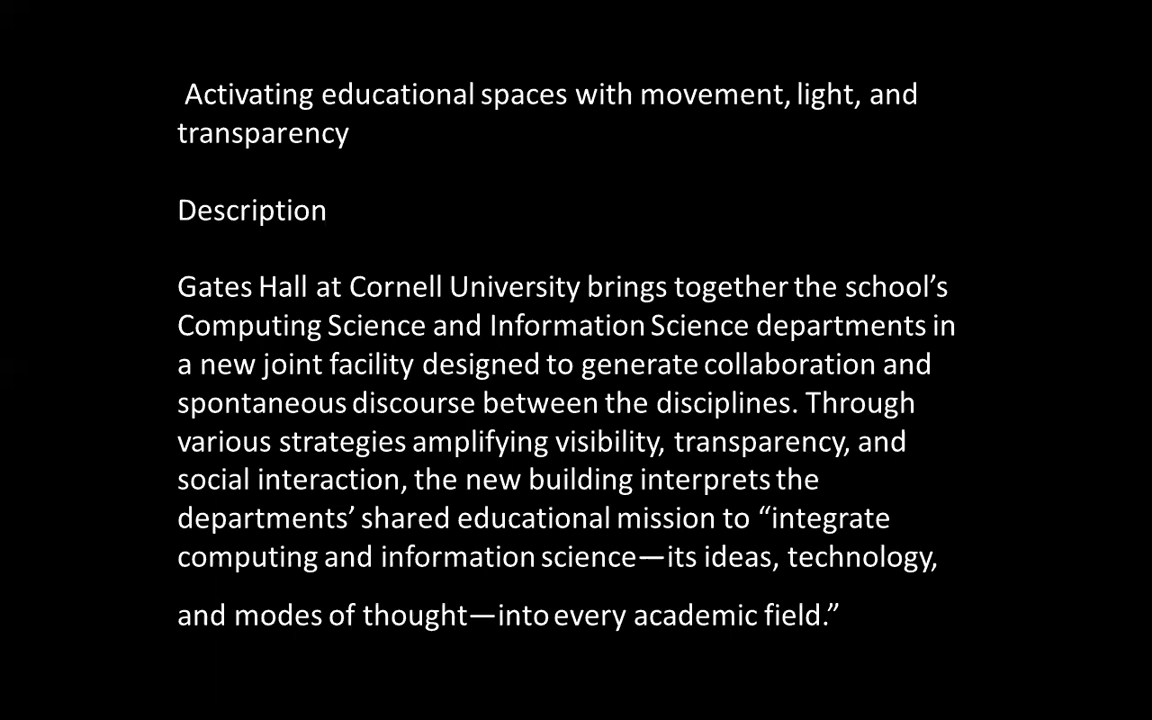 Activating educational spaces with movement, light, and
transparency
Description
Gates Hall at Cornell University brings together the school’s
Computing Science and Information Science departments in
a new joint facility designed to generate collaboration and
spontaneous discourse between the disciplines. Through
various strategies amplifying visibility, transparency, and
social interaction, the new building interprets the
departments’ shared educational mission to “integrate
computing and information science—its ideas, technology,
and modes of thought—into every academic field.”